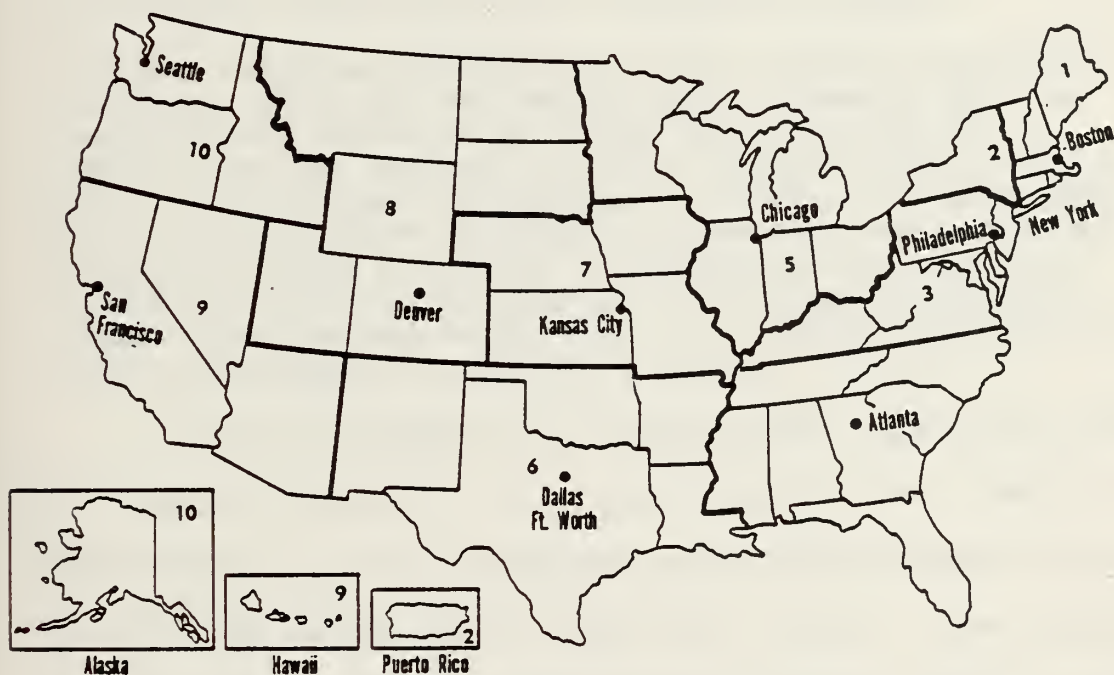 1
Seattle
Boston
10
2
8
Chicago
New York
Philadelphia
7
5
San
Francisco
9
Denver
Kansas City
3
Atlanta
6
Dallas
Ft. Worth
10
9
2
Alaska
Hawaii
Puerto Rico